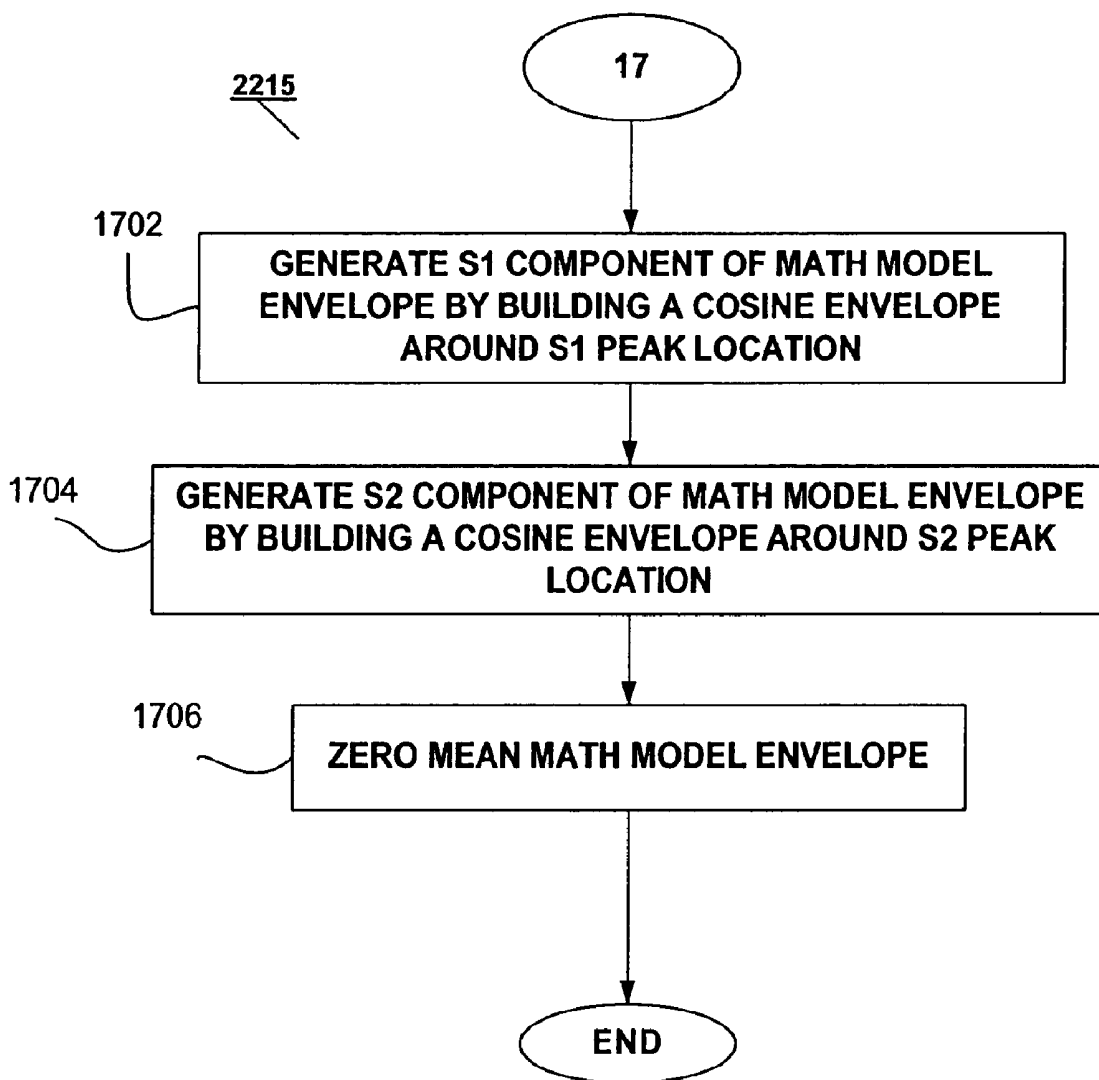 17
2215
1702
GENERATE S1 COMPONENT OF MATH MODEL
ENVELOPE BY BUILDING A COSINE ENVELOPE
AROUND S1 PEAK LOCATION
1704
GENERATE S2 COMPONENT OF MATH MODEL ENVELOPE
BY BUILDING A COSINE ENVELOPE AROUND S2 PEAK
LOCATION
1706
ZERO MEAN MATH MODEL ENVELOPE
END